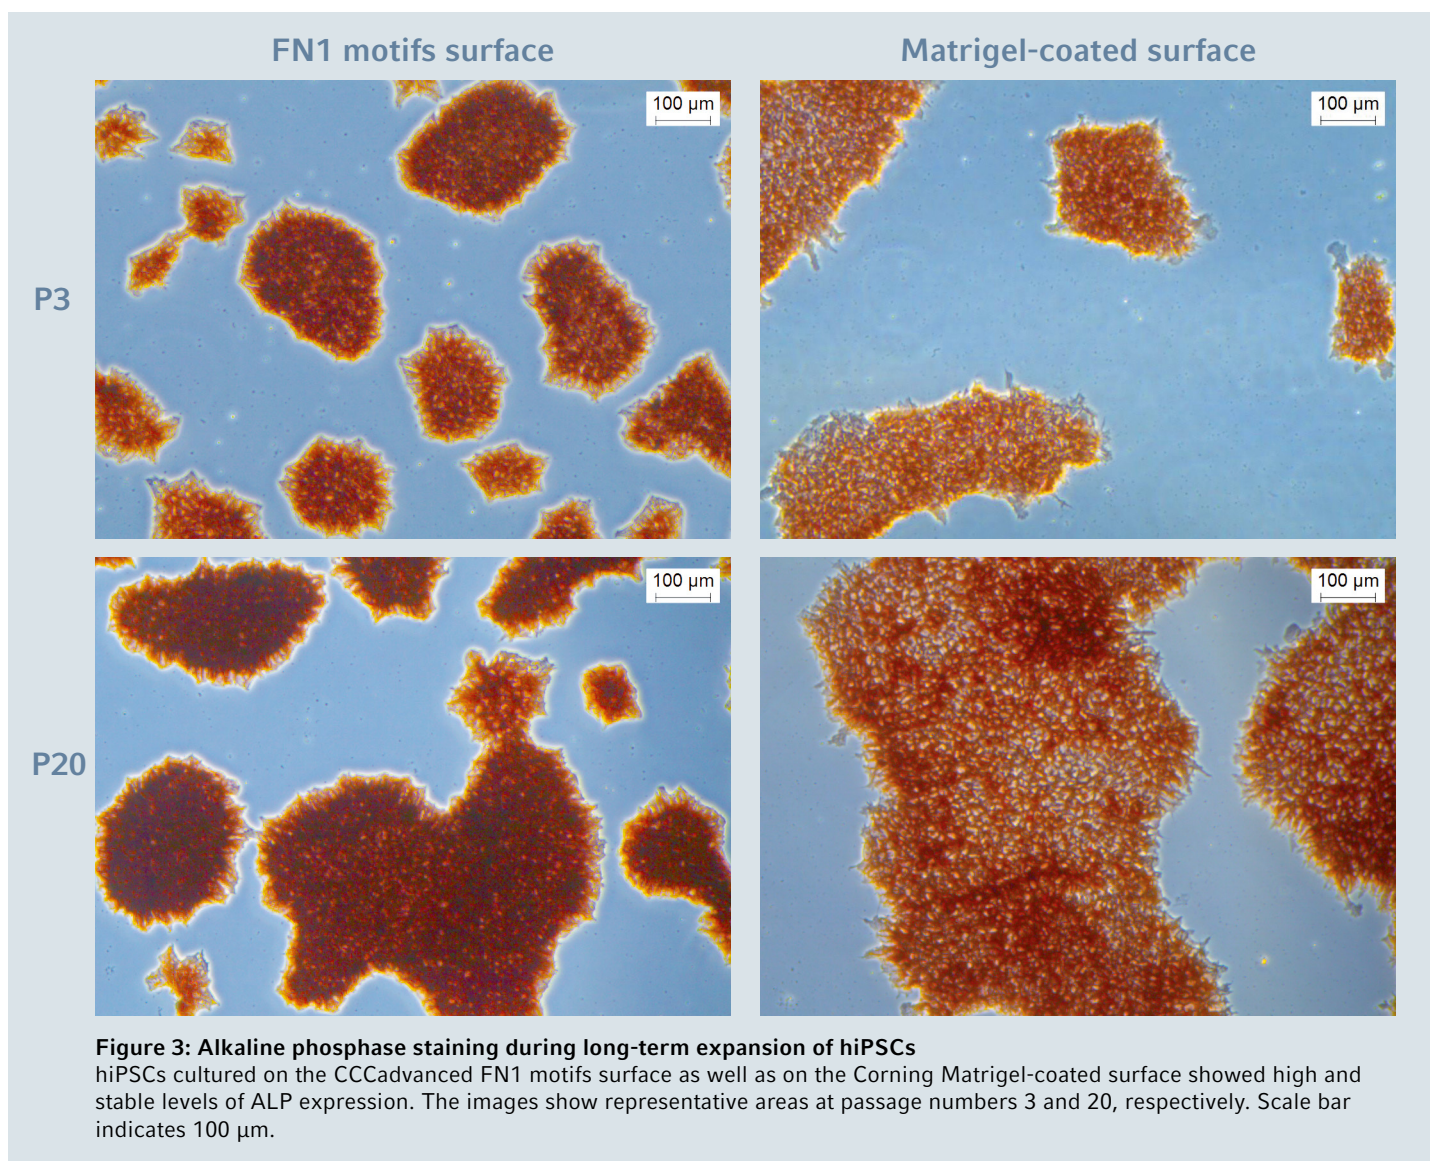 FN1 motifs surface
Matrigel-coated surface
100 µm
100 µm
P3
100 µm
100 µm
P20
Figure 3: Alkaline phosphase staining during long-term expansion of hiPSCs
hiPSCs cultured on the CCCadvanced FN1 motifs surface as well as on the Corning Matrigel-coated surface showed high and
stable levels of ALP expression. The images show representative areas at passage numbers 3 and 20, respectively. Scale bar
indicates 100 µm.